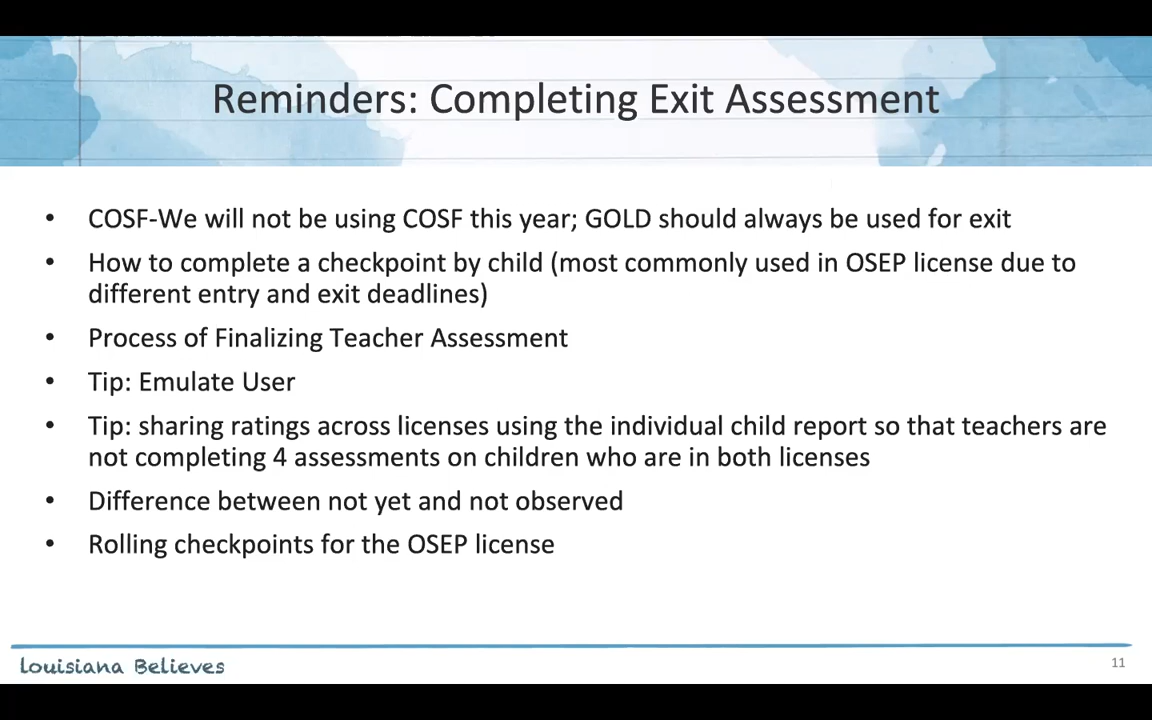 Reminders: Completing Exit Assessment
• COSF-We will not be using COSF this year; GOLD should always be used for exit
• How to complete a checkpoint by child (most commonly used in OSEP license due to
different entry and exit deadlines)
• Process of Finalizing Teacher Assessment
• Tip: Emulate User
• Tip: sharing ratings across licenses using the individual child report so that teachers are
not completing 4 assessments on children who are in both licenses
• Difference between not yet and not observed
• Rolling checkpoints for the OSEP license
Louisiana Believes
11